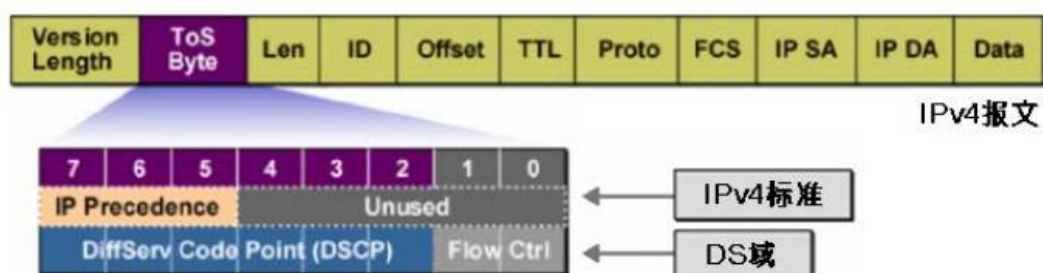 Version Length ToS Byte Len ID Offset TTL Proto FCS IP SA IP DA Data
IPv4报文
7 6 5 4 3 2 1 0
IP Precedence Unused IPv4标准
DiffServ Code Point (DSCP) Flow Ctrl DS域